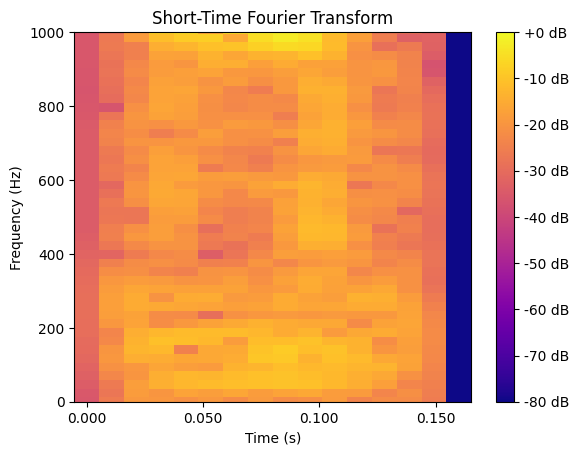 Short-Time Fourier Transform
1000
800
600
400
200
0
Frequency (Hz)
0.000
0.050
0.100
0.150
Time (s)
+0 dB
-10 dB
-20 dB
-30 dB
-40 dB
-50 dB
-60 dB
-70 dB
-80 dB